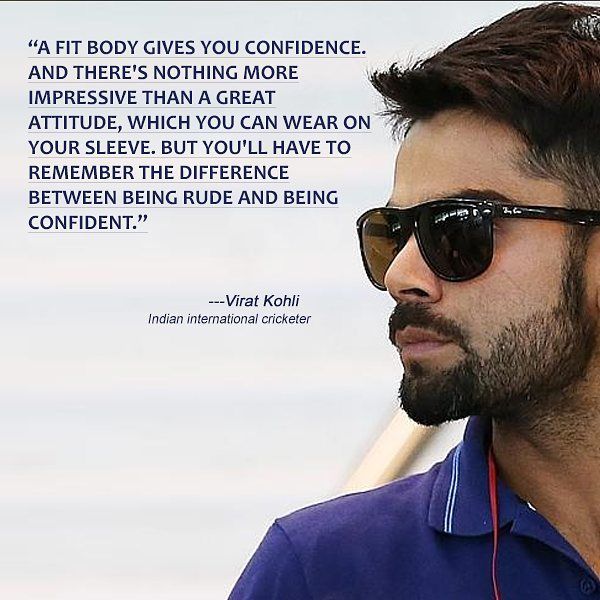 “A FIT BODY GIVES YOU CONFIDENCE.
AND THERE'S NOTHING MORE
IMPRESSIVE THAN A GREAT
ATTITUDE, WHICH YOU CAN WEAR ON
YOUR SLEEVE. BUT YOU'LL HAVE TO
REMEMBER THE DIFFERENCE
BETWEEN BEING RUDE AND BEING
CONFIDENT.”
---Virat Kohli
Indian international cricketer
Ray-Ban